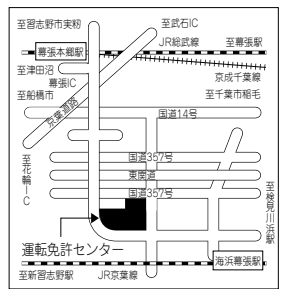 至習志野市実籾
至武石IC
JR総武線
至幕張駅
幕張本郷駅
至津田沼
幕張IC
京成千葉線
至船橋市
至千葉市稲毛
京葉道路
国道14号
国道357号
東関道
国道357号
至花輪IC
至検見川浜駅
運転免許センター
海浜幕張駅
至新習志野駅
JR京葉線